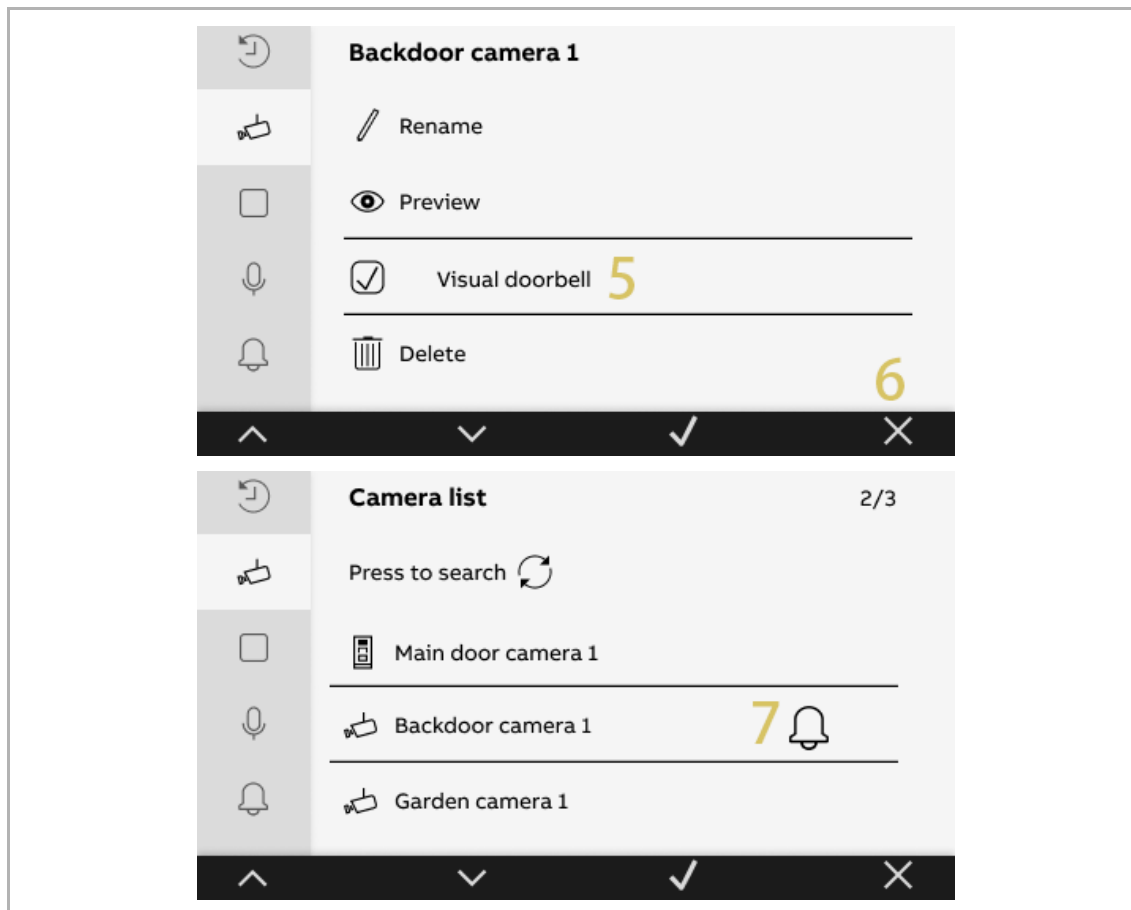 Backdoor camera 1
Rename
Preview
Visual doorbell 5
Delete
6
Camera list 2/3
Press to search
Main door camera 1
Backdoor camera 1 7
Garden camera 1